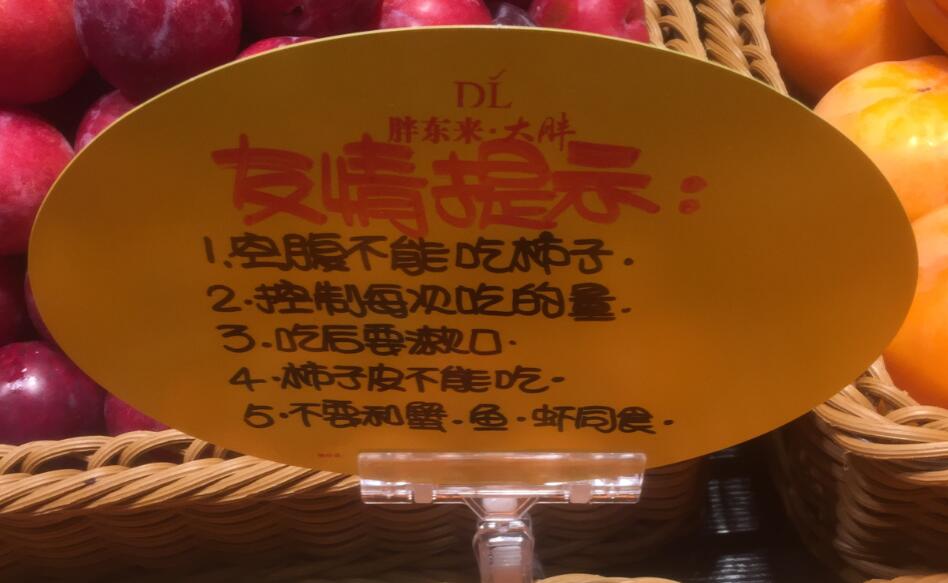 DL
胖东来·大胖
友情提示:
1.空腹不能吃柿子.
2.控制每次吃的量.
3.吃后要漱口.
4.柿子皮不能吃.
5.不要和蟹.鱼.虾同食.